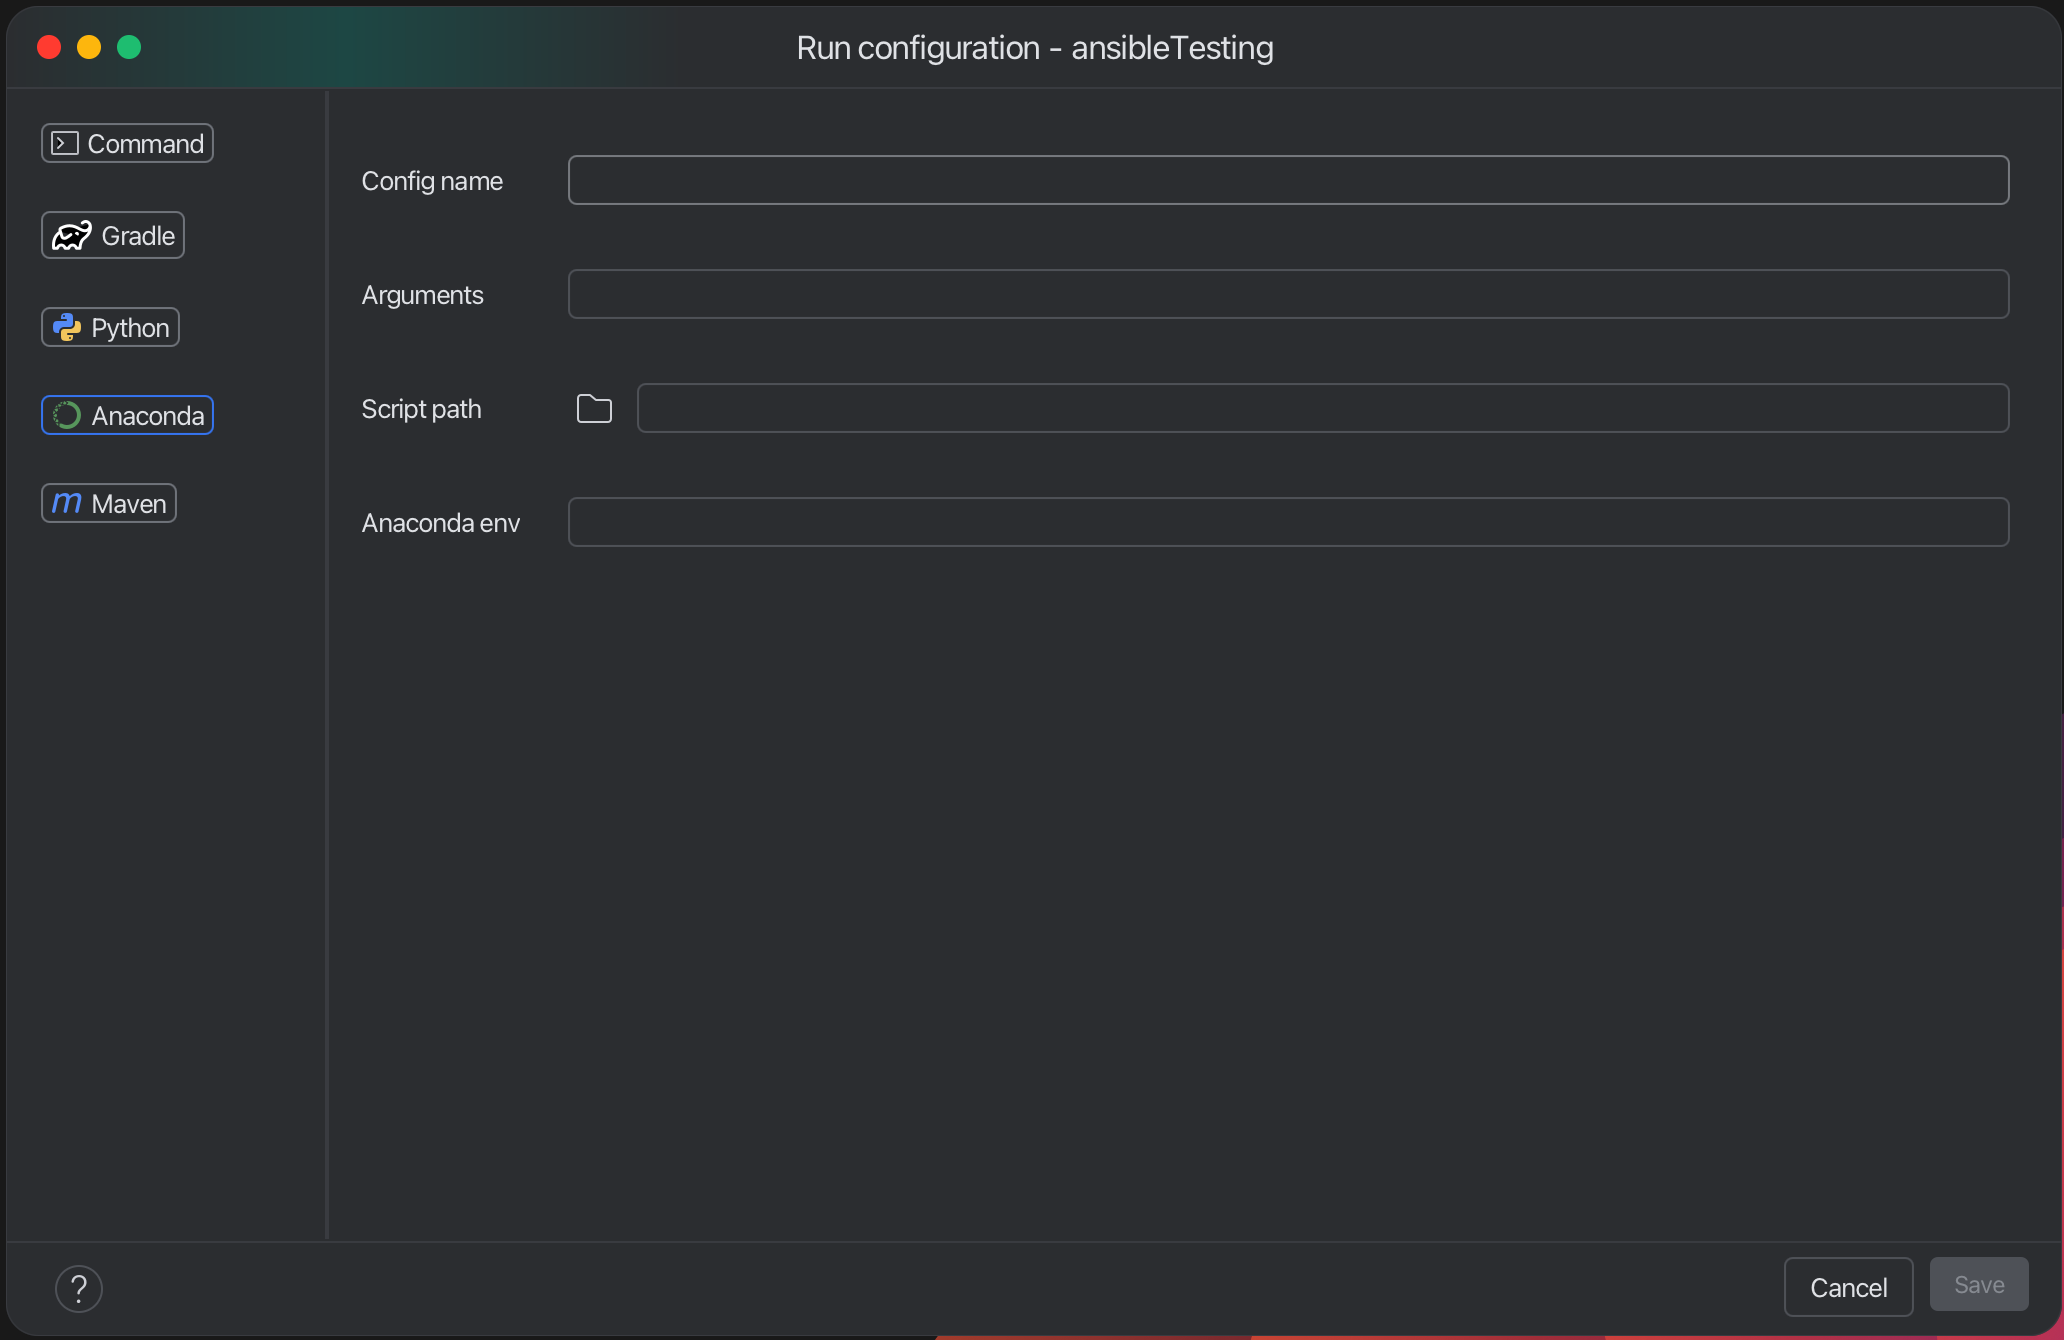 Run configuration - ansibleTesting
Command
Gradle
Python
Anaconda
m Maven
Config name
Arguments
Script path
Anaconda env
?
Cancel
Save